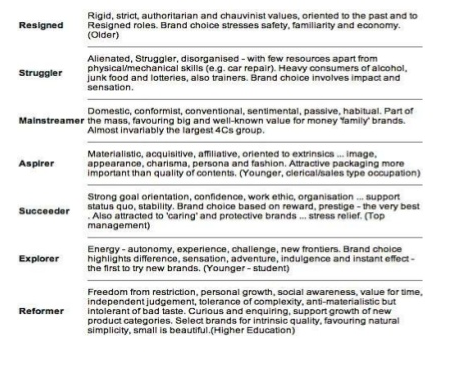 Rigid, strict, authoritarian and chauvinist values, oriented to the past and to
Resigned Resigned roles. Brand choice stresses safety, familiarity and economy.
(Older)
Alienated, Struggler, disorganised - with few resources apart from
Struggler physical/mechanical skills (e.g. car repair). Heavy consumers of alcohol,
junk food and lotteries, also trainers. Brand choice involves impact and
sensation.
Domestic, conformist, conventional, sentimental, passive, habitual. Part of
Mainstreamer the mass, favouring big and well-known value for money 'family' brands.
Almost invariably the largest 4Cs group.
Materialistic, acquisitive, affiliative, oriented to extrinsics ... image,
Aspirer appearance, charisma, persona and fashion. Attractive packaging more
important than quality of contents. (Younger, clerical/sales type occupation)
Strong goal orientation, confidence, work ethic, organisation ... support
Succeeder status quo, stability. Brand choice based on reward, prestige - the very best
. Also attracted to 'caring' and protective brands ... stress relief. (Top
management)
Energy - autonomy, experience, challenge, new frontiers. Brand choice
Explorer highlights difference, sensation, adventure, indulgence and instant effect -
the first to try new brands. (Younger - student)
Freedom from restriction, personal growth, social awareness, value for time,
independent judgement, tolerance of complexity, anti-materialistic but
Reformer intolerant of bad taste. Curious and enquiring, support growth of new
product categories. Select brands for intrinsic quality, favouring natural
simplicity, small is beautiful.(Higher Education)